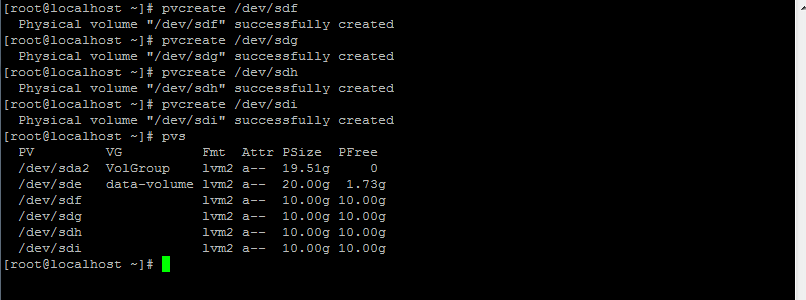 [root@localhost ~]# pvcreate /dev/sdf
  Physical volume "/dev/sdf" successfully created
[root@localhost ~]# pvcreate /dev/sdg
  Physical volume "/dev/sdg" successfully created
[root@localhost ~]# pvcreate /dev/sdh
  Physical volume "/dev/sdh" successfully created
[root@localhost ~]# pvcreate /dev/sdi
  Physical volume "/dev/sdi" successfully created
[root@localhost ~]# pvs
  PV         VG          Fmt  Attr PSize  PFree
  /dev/sda2  VolGroup    lvm2 a--  19.51g     0
  /dev/sde   data-volume lvm2 a--  20.00g  1.73g
  /dev/sdf               lvm2 a--  10.00g 10.00g
  /dev/sdg               lvm2 a--  10.00g 10.00g
  /dev/sdh               lvm2 a--  10.00g 10.00g
  /dev/sdi               lvm2 a--  10.00g 10.00g
[root@localhost ~]#